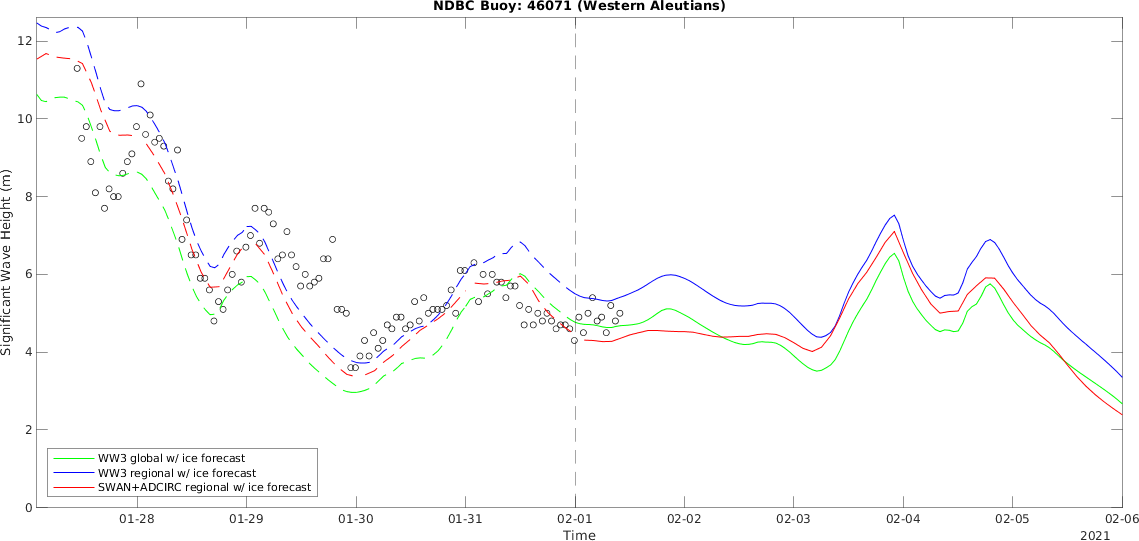 NDBC Buoy: 46071 (Western Aleutians)
Significant Wave Height (m)
12
10
8
6
4
2
0
WW3 global w/ ice forecast
WW3 regional w/ ice forecast
SWAN+ADCIRC regional w/ ice forecast
01-28 01-29 01-30 01-31 02-01 02-02 02-03 02-04 02-05 02-06
Time
2021